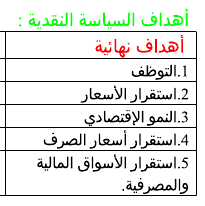 أهداف السياسة النقدية :
أهداف نهائية
1.التوظف
2.استقرار الأسعار
3.النمو الإقتصادي
4.استقرار أسعار الصرف
5.استقرار الأسواق المالية
والمصرفية.